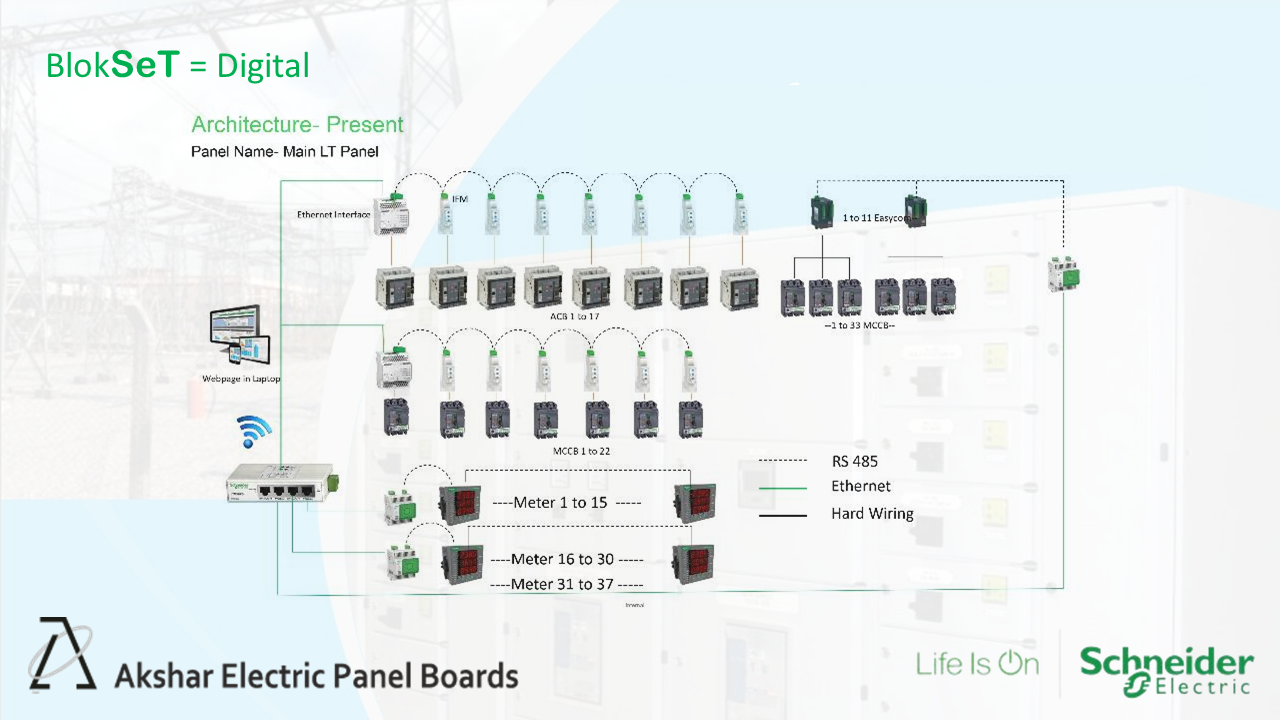 BlokSeT = Digital
Architecture- Present
Panel Name- Main LT Panel
IFM
Ethernet Interface
1 to 11 Easycom
ACB 1 to 17
--1 to 33 MCCB--
Webpage in Laptop
MCCB 1 to 22
RS 485
Ethernet
Hard Wiring
Schneider
----Meter 1 to 15 -----
----Meter 16 to 30 -----
----Meter 31 to 37 -----
Internal
Akshar Electric Panel Boards
Life Is On
Schneider
Electric